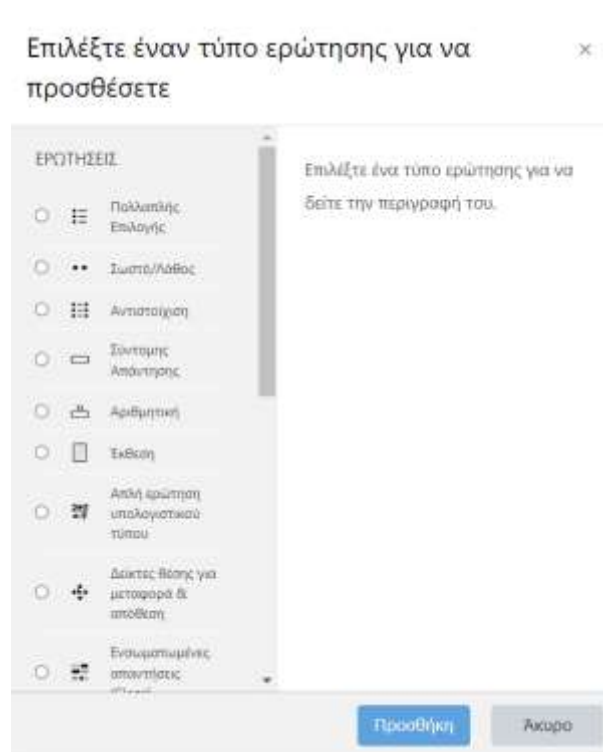 Επιλέξτε έναν τύπο ερώτησης για να
προσθέσετε
×
ΕΡΩΤΗΣΕΙΣ
Πολλαπλής
Επιλογής
Σωστό/Λάθος
Αντιστοίχιση
Σύντομης
Απάντησης
Αριθμητική
Έκθεση
Απλή ερώτηση
υπολογιστικού
τύπου
Δείκτες θέσης για
μεταφορά &
απόθεση
Ενσωματωμένες
απαντήσεις
Επιλέξτε ένα τύπο ερώτησης για να
δείτε την περιγραφή του.
Προσθήκη
Άκυρο